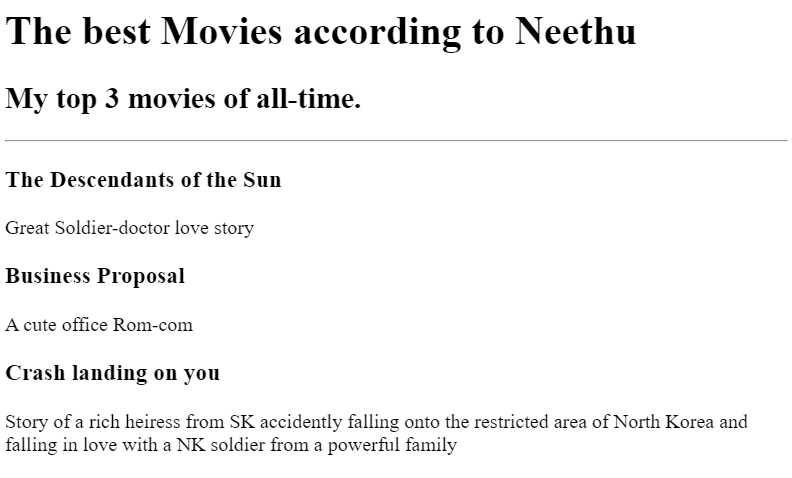 The best Movies according to Neethu
My top 3 movies of all-time.
The Descendants of the Sun
Great Soldier-doctor love story
Business Proposal
A cute office Rom-com
Crash landing on you
Story of a rich heiress from SK accidently falling onto the restricted area of North Korea and
falling in love with a NK soldier from a powerful family